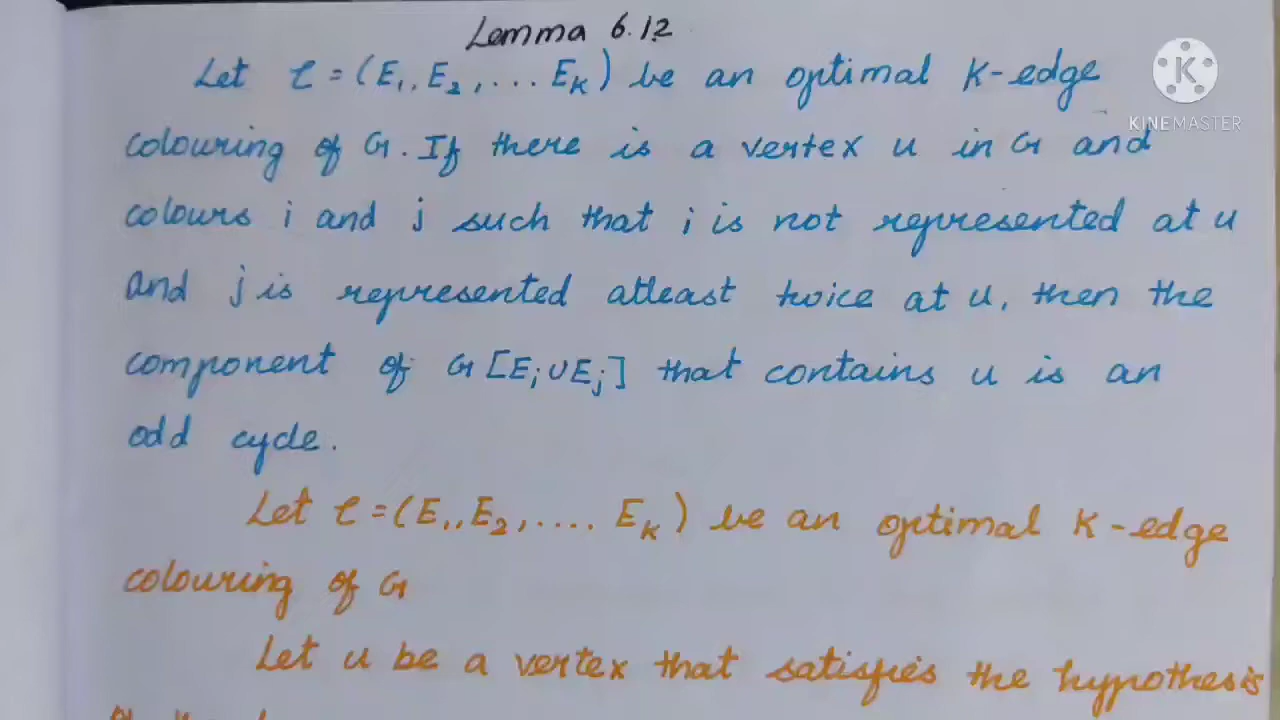 Lemma 6.12
Let ℓ = (E1, E2, ... EK) be an optimal K-edge
KINEMASTER
colouring of G. If there is a vertex u in G and
colours i and j such that i is not represented at u
and j is represented atleast twice at u, then the
component of G[Ei∪Ej] that contains u is an
odd cycle.
Let ℓ = (E1, E2, .... EK) be an optimal K-edge
colouring of G
Let u be a vertex that satisfies the hypothesis